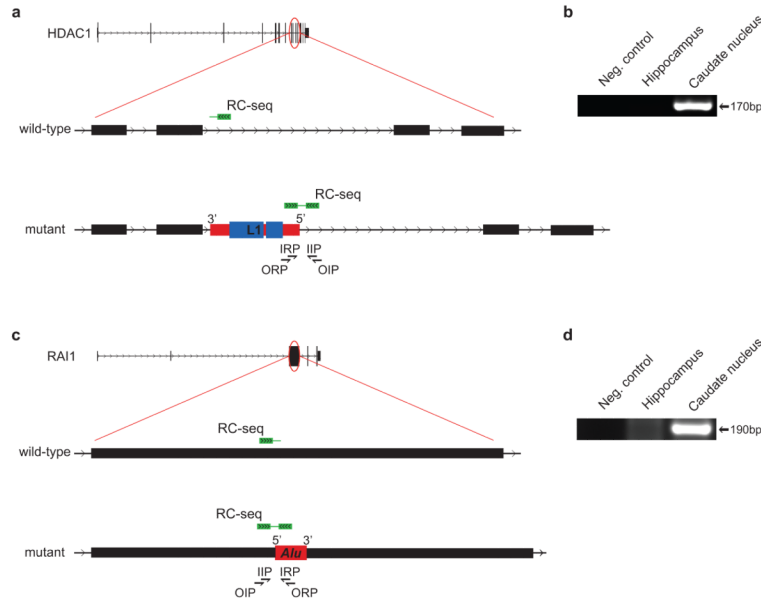 a
HDAC1
RC-seq
wild-type
RC-seq
3’ 5’
mutant L1
IRP IIP
ORP OIP
b
Neg. control
Hippocampus
Caudate nucleus
170bp
c
RAI1
RC-seq
wild-type
RC-seq
5’ 3’
mutant Alu
IIP IRP
OIP ORP
d
Neg. control
Hippocampus
Caudate nucleus
190bp